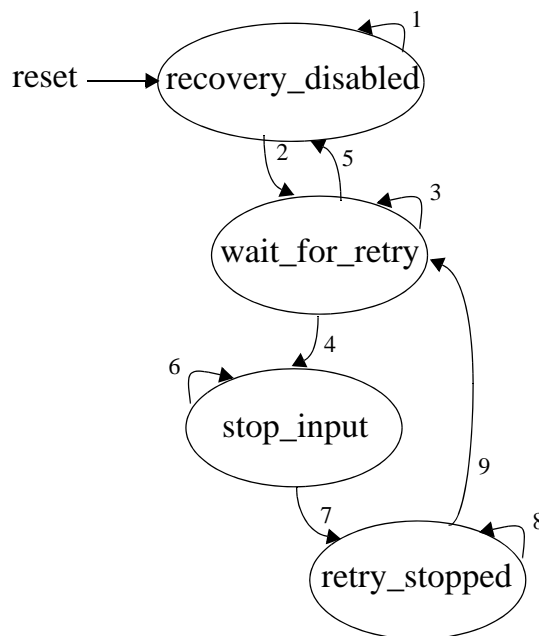 1
reset
recovery_disabled
2
5
3
wait_for_retry
4
6
stop_input
9
7
8
retry_stopped